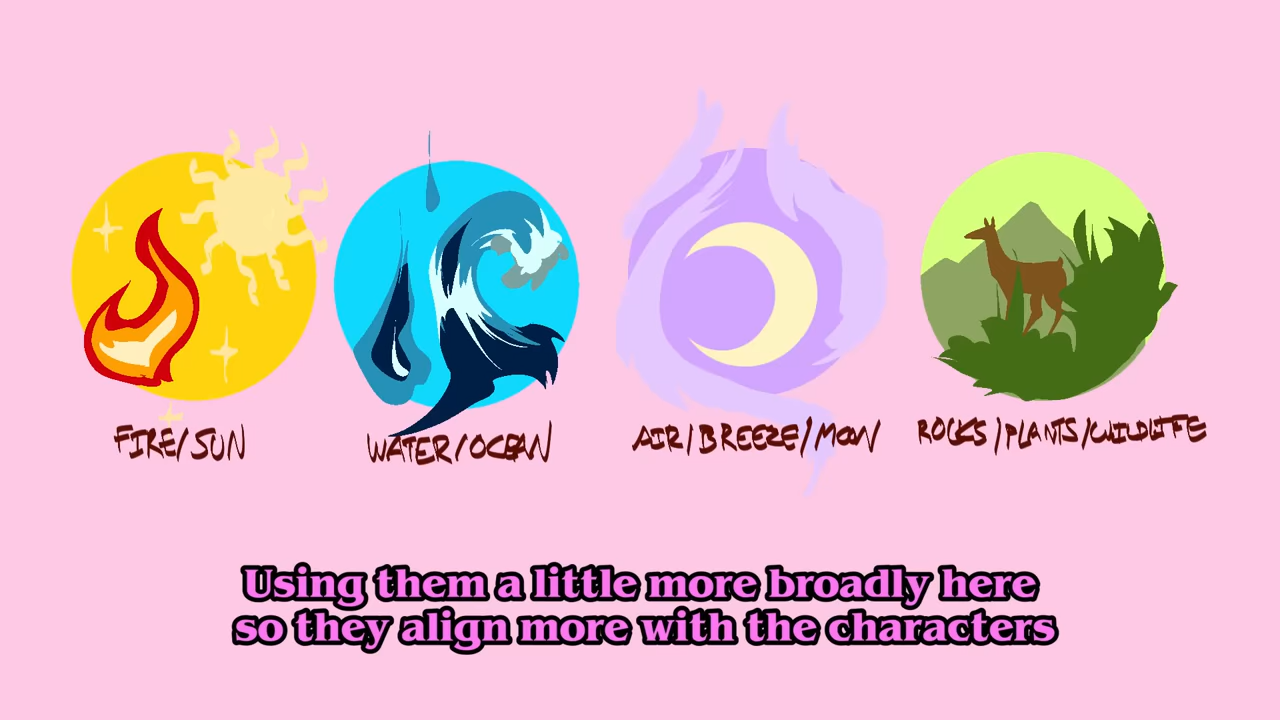 FIRE/SUN
WATER/OCEAN
AIR/BREEZE/MOON
ROCKS/PLANTS/WILDLIFE
Using them a little more broadly here
so they align more with the characters